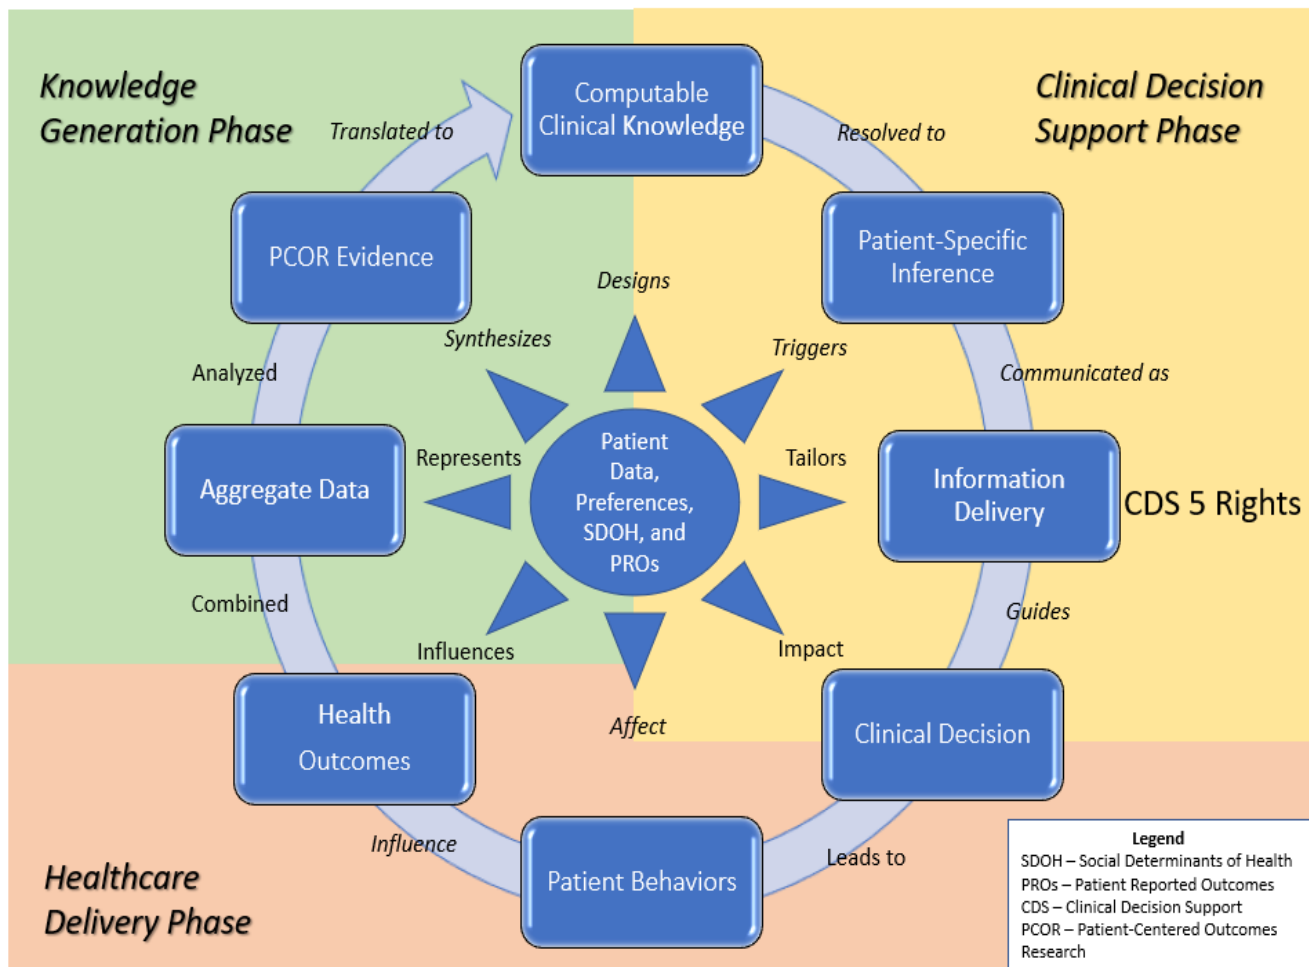 Knowledge
Generation Phase
Clinical Decision
Support Phase
Computable
Clinical Knowledge
Translated to
Resolved to
PCOR Evidence
Patient-Specific
Inference
Designs
Synthesizes
Triggers
Analyzed
Communicated as
Aggregate Data
Represents
Patient
Data,
Preferences,
SDOH, and
PROs
Tailors
Information
Delivery
CDS 5 Rights
Combined
Guides
Influences
Impact
Health
Outcomes
Affect
Clinical Decision
Influence
Patient Behaviors
Leads to
Healthcare
Delivery Phase
Legend
SDOH – Social Determinants of Health
PROs – Patient Reported Outcomes
CDS – Clinical Decision Support
PCOR – Patient-Centered Outcomes
Research